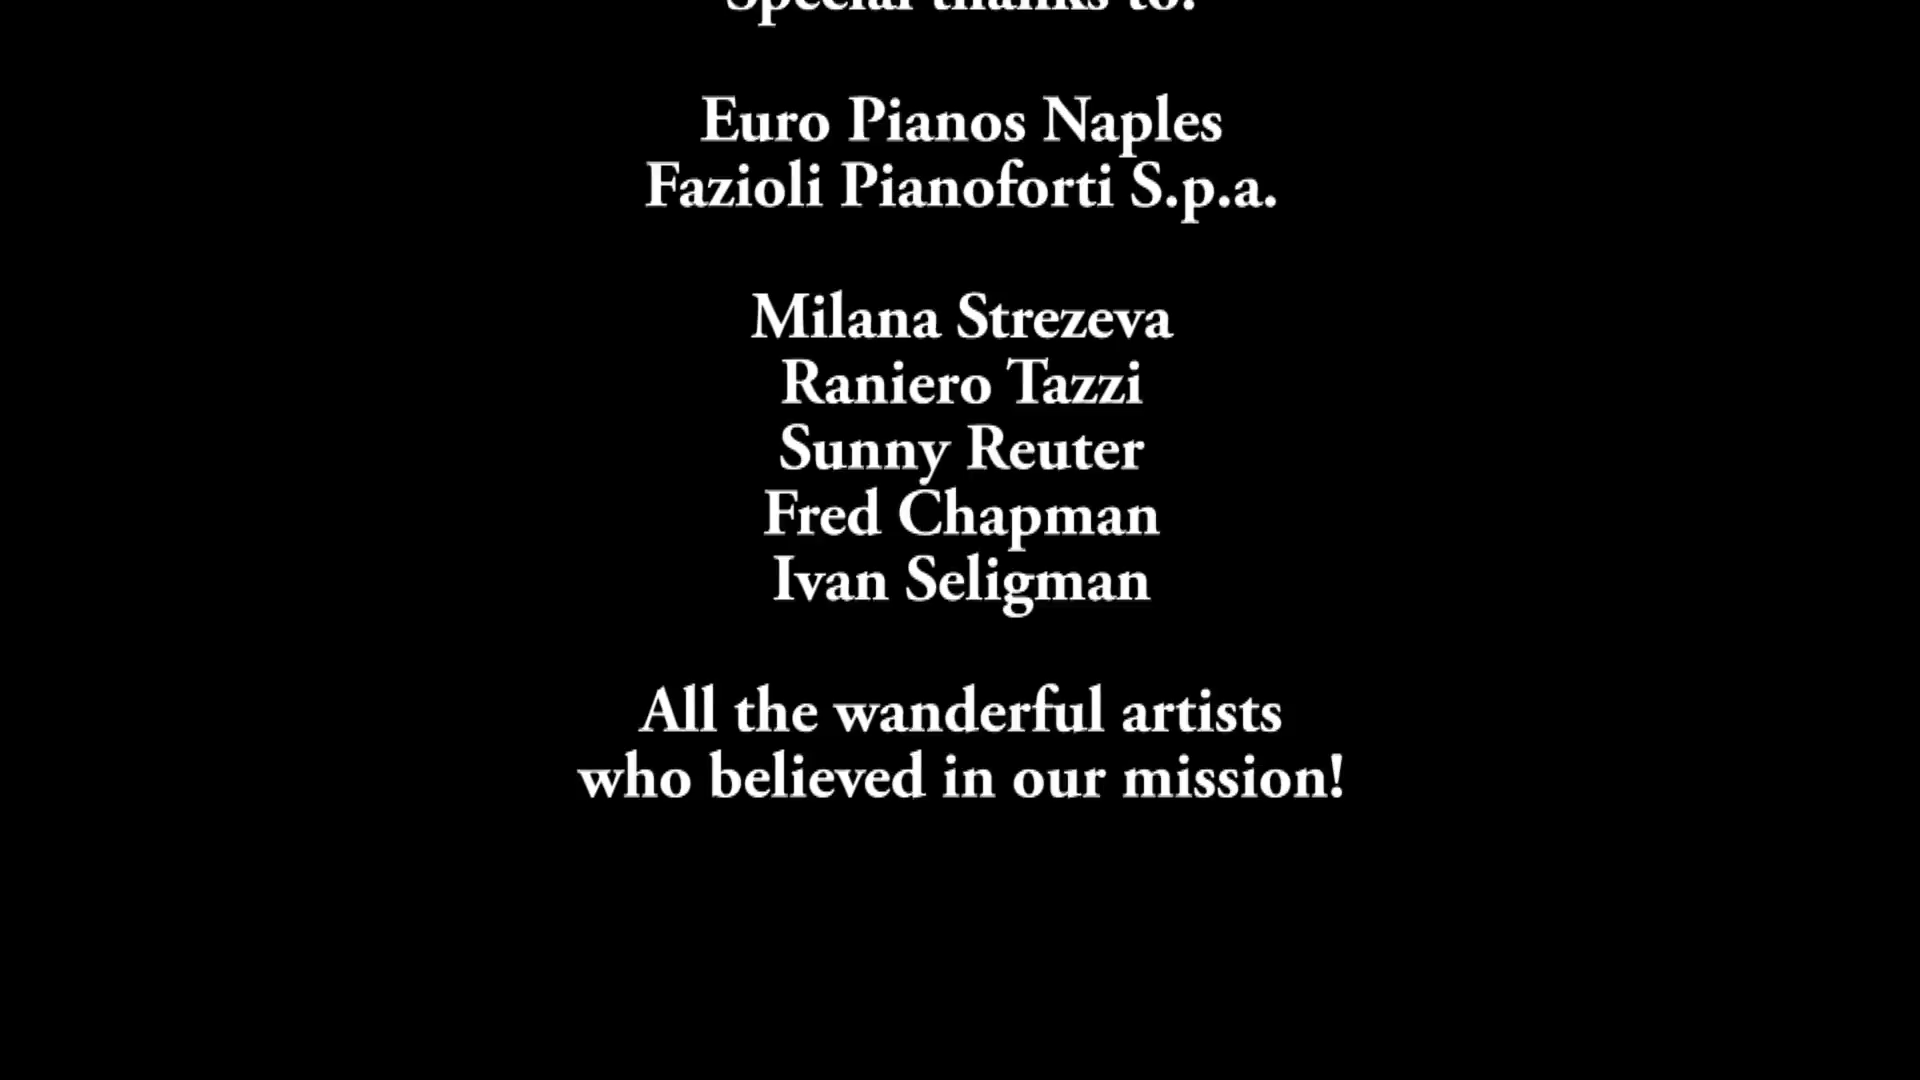 Special thanks to:
Euro Pianos Naples
Fazioli Pianoforti S.p.a.
Milana Strezeva
Raniero Tazzi
Sunny Reuter
Fred Chapman
Ivan Seligman
All the wanderful artists
who believed in our mission!